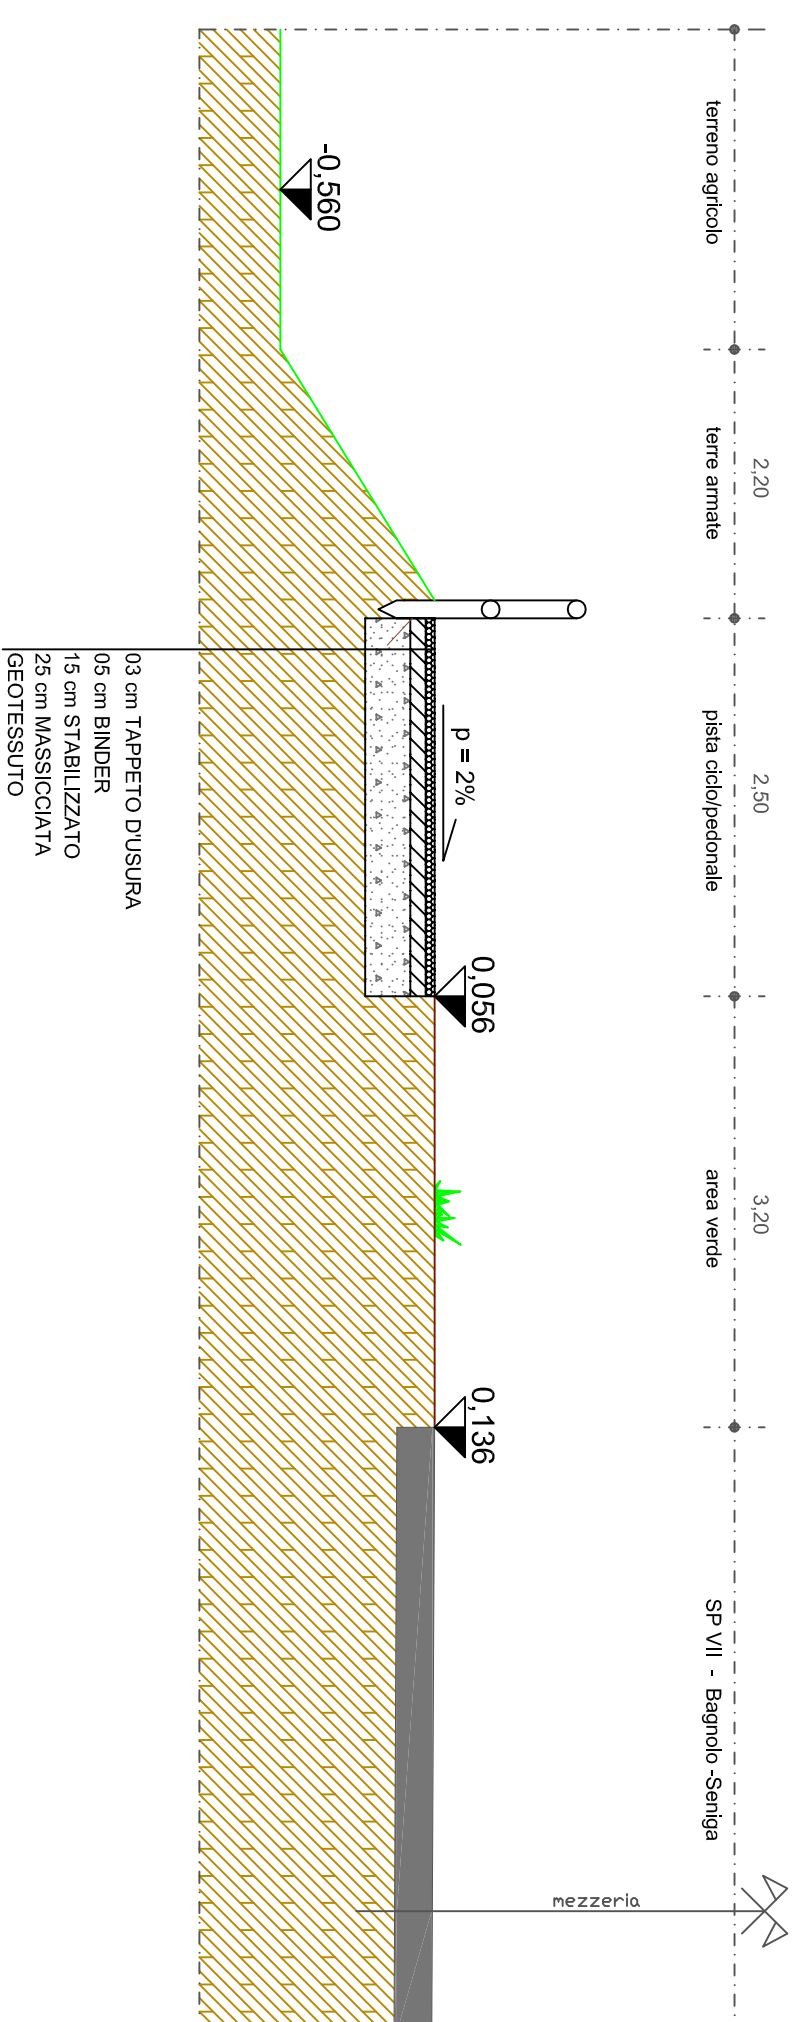 2,20
2,50
3,20
terreno agricolo
terre armate
pista ciclo/pedonale
area verde
SP VII - Bagnolo -Seniga
mezzeria
p = 2%
-0,560
0,056
0,136
03 cm TAPPETO D'USURA
05 cm BINDER
15 cm STABILIZZATO
25 cm MASSICCIATA
GEOTESSUTO